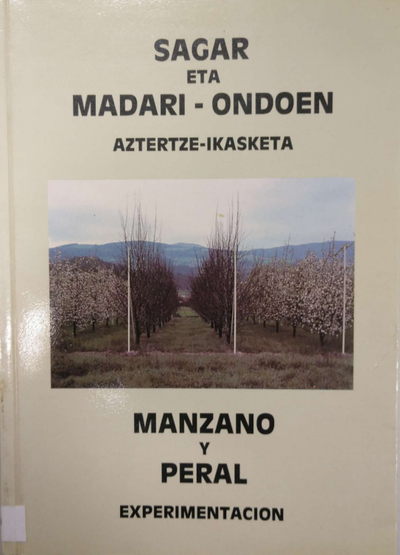 SAGAR
ETA
MADARI - ONDOEN
AZTERTZE-IKASKETA
MANZANO
Y
PERAL
EXPERIMENTACION